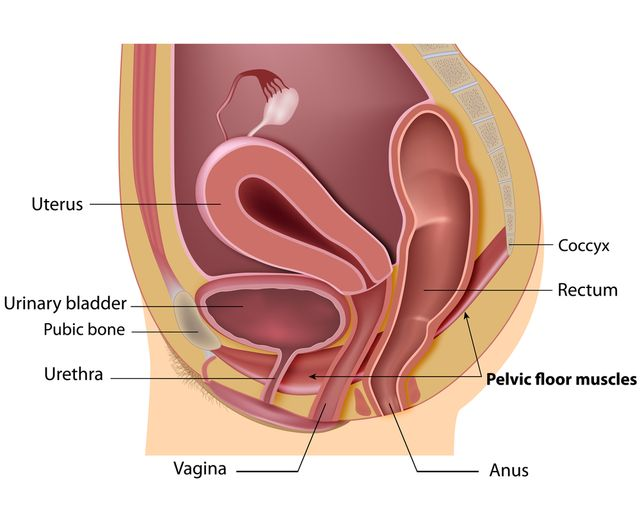 Uterus
Coccyx
Rectum
Urinary bladder
Pubic bone
Urethra
Pelvic floor muscles
Vagina
Anus